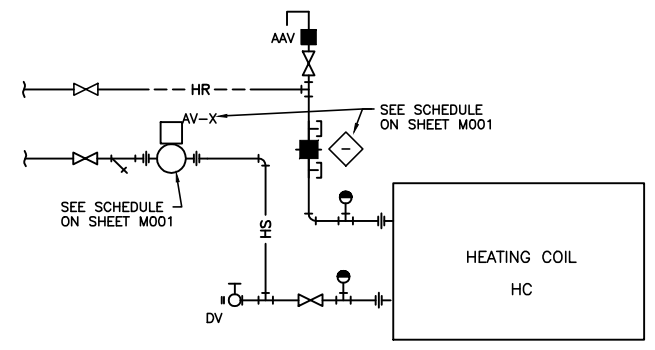 AAV
HR
AV-X
SEE SCHEDULE
ON SHEET M001
SEE SCHEDULE
ON SHEET M001
HS
HEATING COIL
HC
DV